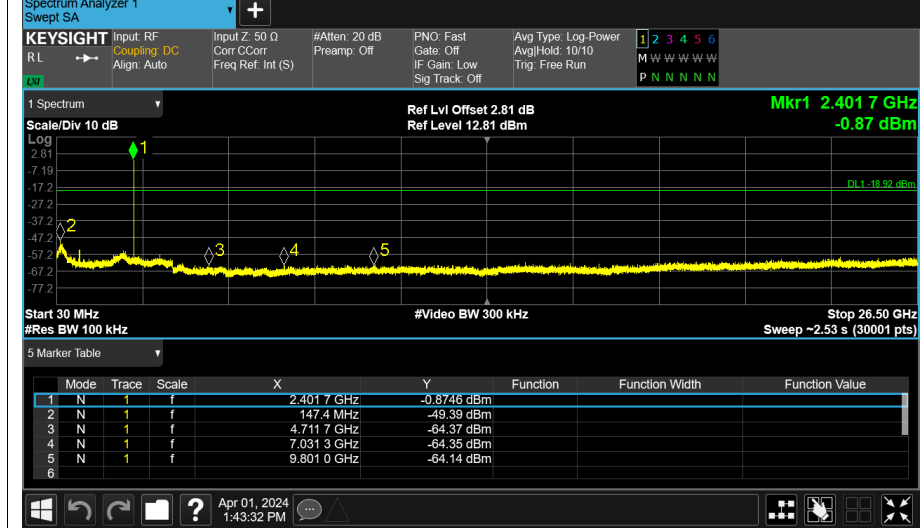 Spectrum Analyzer 1
Swept SA
+
KEYSIGHT Input: RF Input Z: 50 Ω #Atten: 20 dB PNO: Fast Avg Type: Log-Power 1 2 3 4 5 6
RL Coupling: DC Corr CCorr Preamp: Off Gate: Off Avg|Hold: 10/10 M W W W W W
Align: Auto Freq Ref: Int (S) IF Gain: Low Trig: Free Run
LXI Sig Track: Off P N N N N N
1 Spectrum
Ref Lvl Offset 2.81 dB Mkr1 2.401 7 GHz
Scale/Div 10 dB Ref Level 12.81 dBm -0.87 dBm
Log
1
2.81
-7.19
-17.2 DL1 -18.92 dBm
-27.2
-37.2 2
-47.2
-57.2 3 4 5
-67.2
-77.2
Start 30 MHz #Video BW 300 kHz Stop 26.50 GHz
#Res BW 100 kHz Sweep ~2.53 s (30001 pts)
5 Marker Table
Mode Trace Scale X Y Function Function Width Function Value
1 N 1 f 2.401 7 GHz -0.8746 dBm
2 N 1 f 147.4 MHz -49.39 dBm
3 N 1 f 4.711 7 GHz -64.37 dBm
4 N 1 f 7.031 3 GHz -64.35 dBm
5 N 1 f 9.801 0 GHz -64.14 dBm
6
? Apr 01, 2024
1:43:32 PM